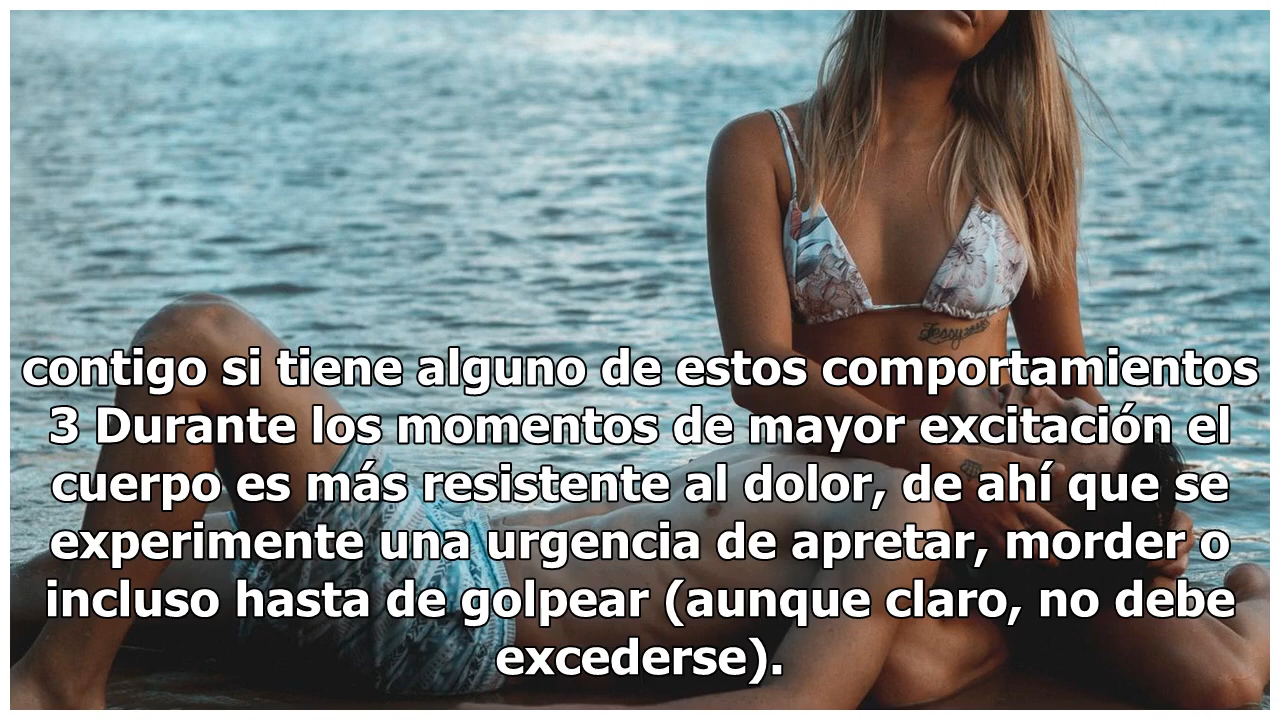 contigo si tiene alguno de estos comportamientos
3 Durante los momentos de mayor excitación el
cuerpo es más resistente al dolor, de ahí que se
experimente una urgencia de apretar, morder o
incluso hasta de golpear (aunque claro, no debe
excederse).